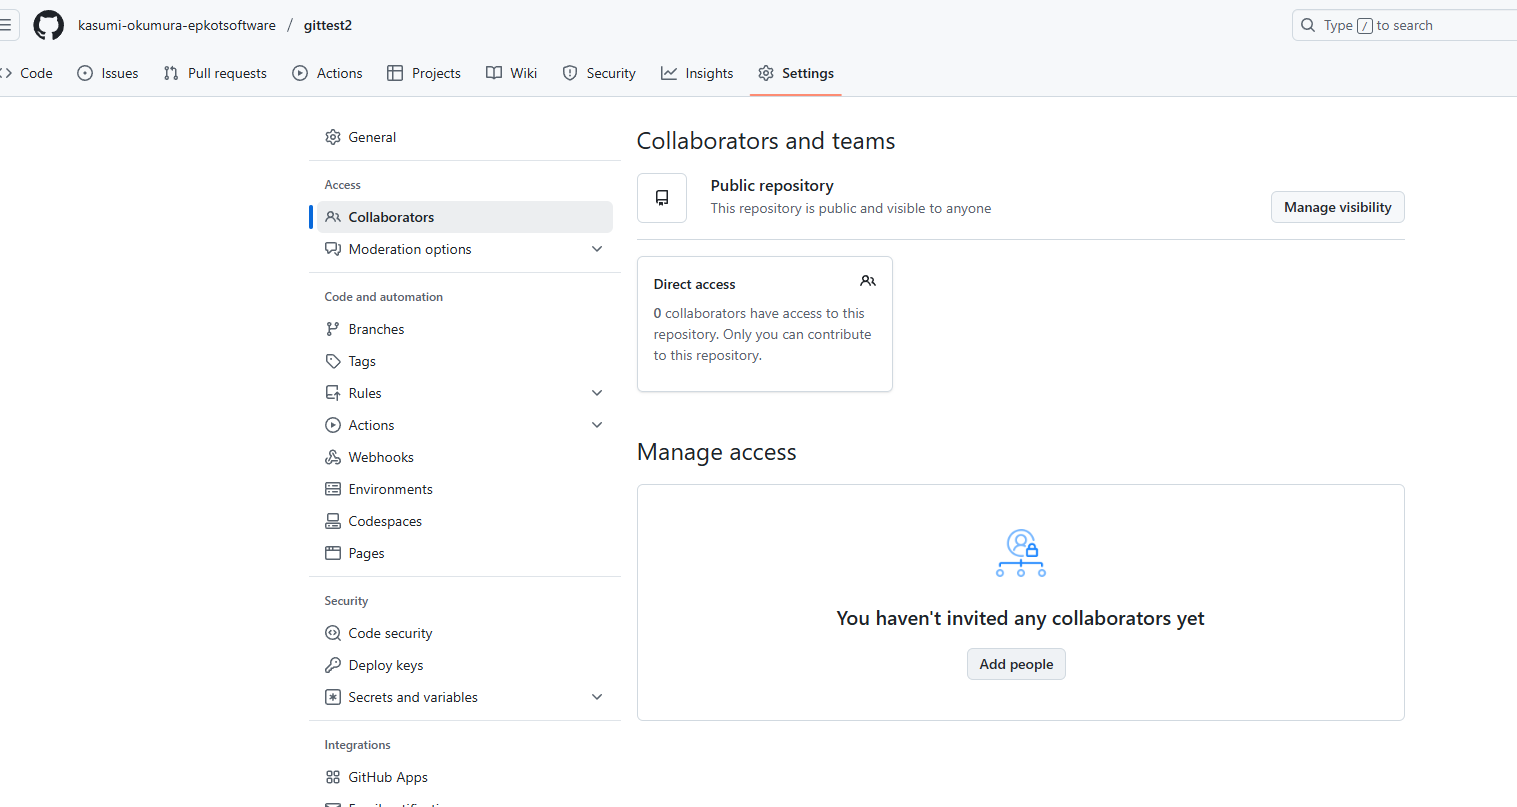 kasumi-okumura-epkotsoftware / gittest2
Type / to search
Code Issues Pull requests Actions Projects Wiki Security Insights Settings
General
Access
Collaborators
Moderation options
Code and automation
Branches
Tags
Rules
Actions
Webhooks
Environments
Codespaces
Pages
Security
Code security
Deploy keys
Secrets and variables
Integrations
GitHub Apps
Collaborators and teams
Public repository
This repository is public and visible to anyone
Manage visibility
Direct access
0 collaborators have access to this
repository. Only you can contribute
to this repository.
Manage access
You haven't invited any collaborators yet
Add people